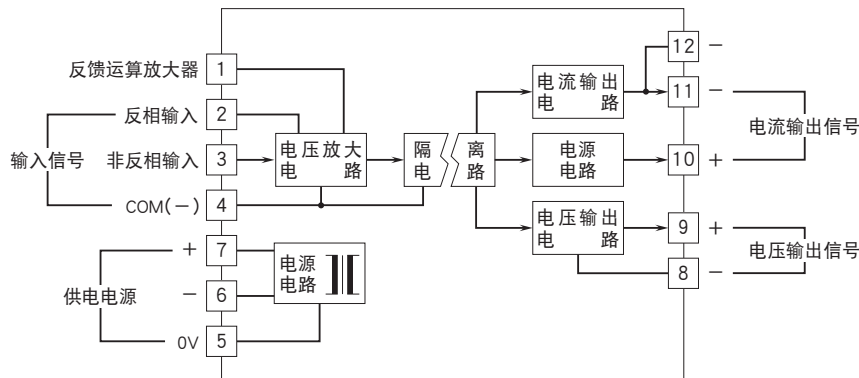 反馈运算放大器 1
反相输入 2
非反相输入 3
COM(−) 4
输入信号
+ 7
− 6
0V 5
供电电源
电压放大
电 路
电源
电路
隔 离
电 路
电流输出
电 路
电源
电路
电压输出
电 路
12 −
11 −
10 +
电流输出信号
9 +
8 −
电压输出信号